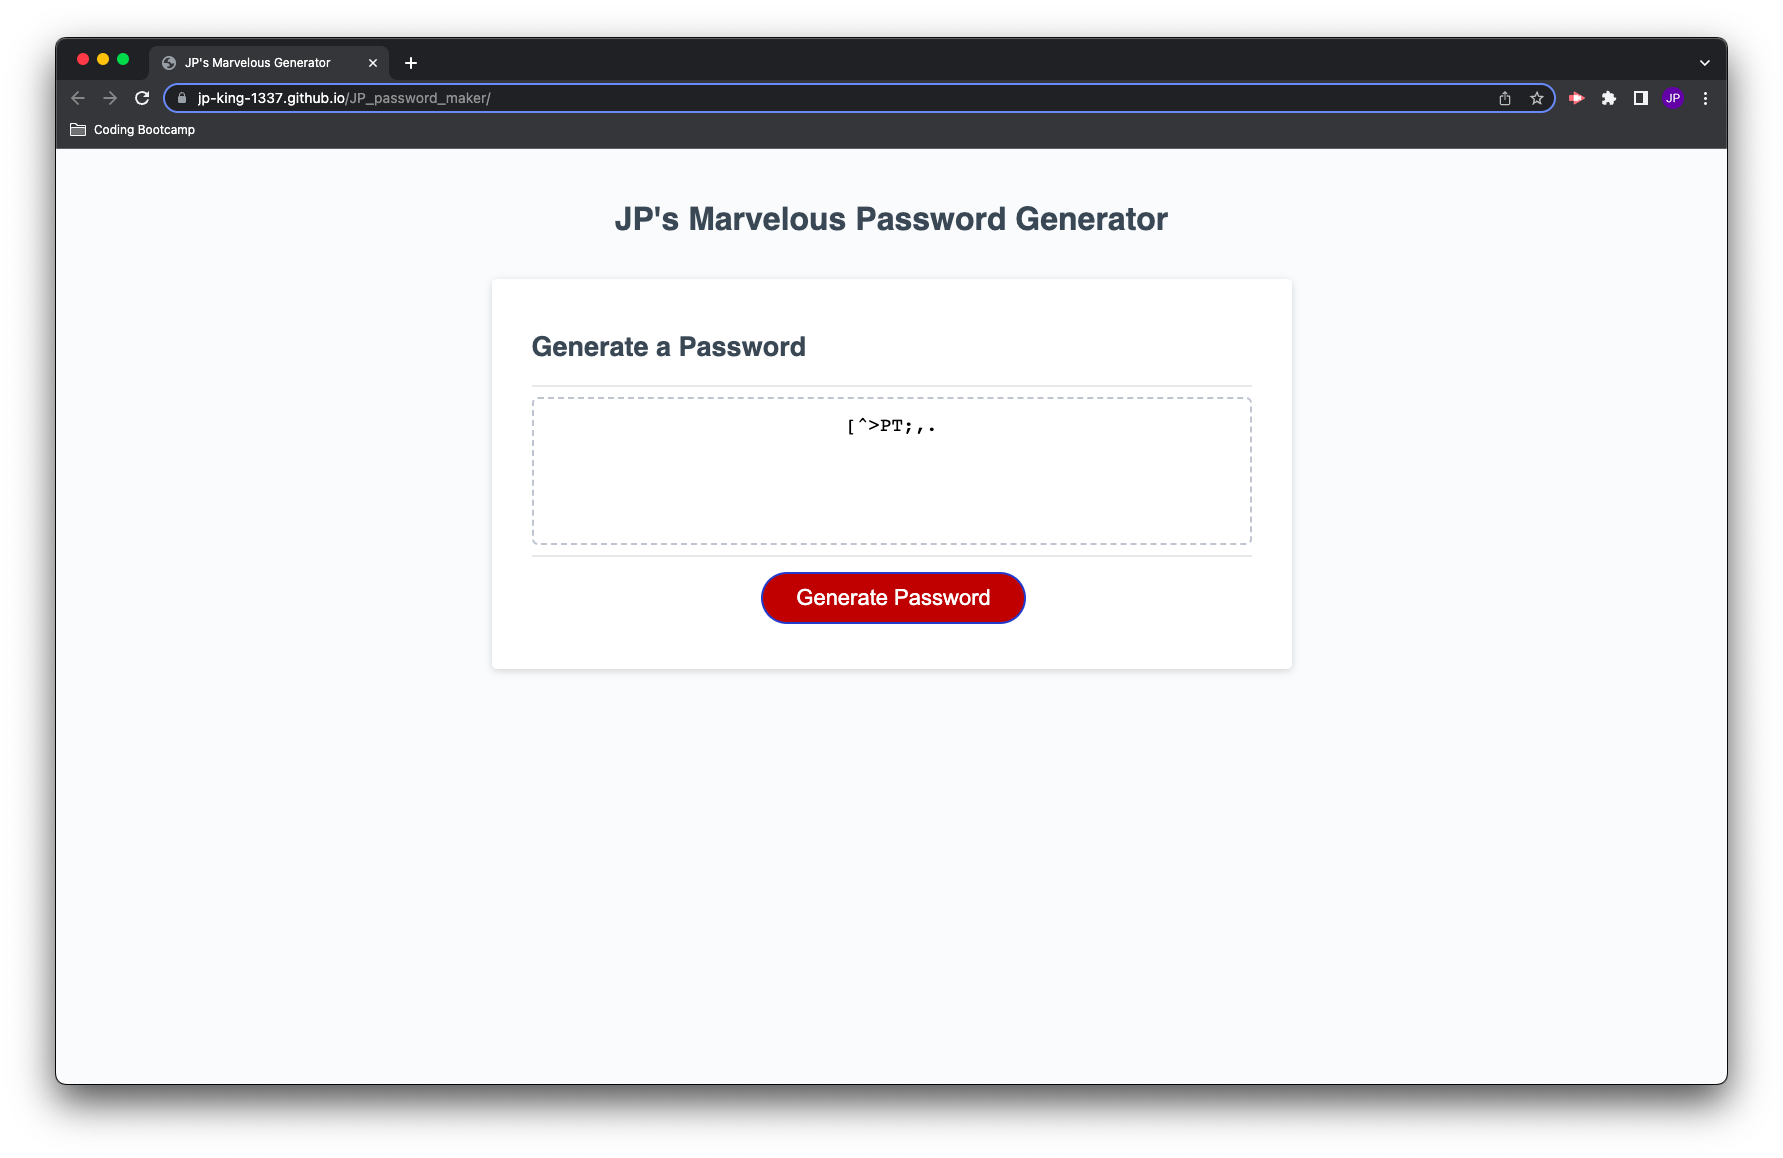 JP's Marvelous Generator
jp-king-1337.github.io/JP_password_maker/
JP
Coding Bootcamp
JP's Marvelous Password Generator
Generate a Password
[^>PT;,.
Generate Password